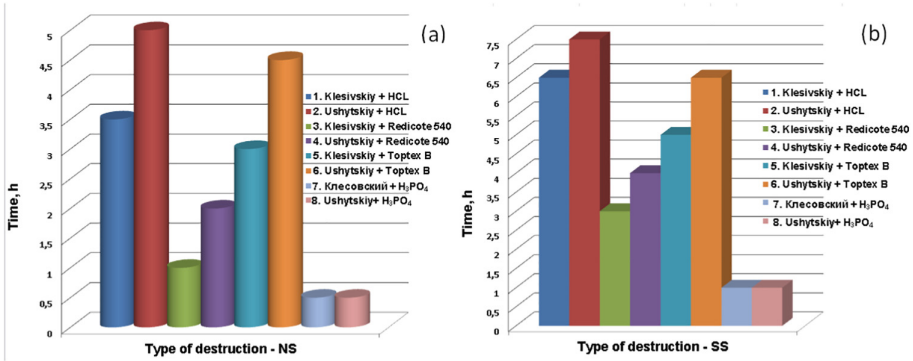 (a)
5
4,5
4
3,5
3
2,5
2
1,5
1
0,5
0
Time, h
1. Klesivskiy + HCL
2. Ushytskiy + HCL
3. Klesivskiy + Redicote 540
4. Ushytskiy + Redicote 540
5. Klesivskiy + Toptex B
6. Ushytskiy + Toptex B
7. Клесовский + H₃PO₄
8. Ushytskiy+ H₃PO₄
Type of destruction - NS
(b)
7,5
7
6,5
6
5,5
5
4,5
4
3,5
3
2,5
2
1,5
1
0,5
0
Time, h
1. Klesivskiy + HCL
2. Ushytskiy + HCL
3. Klesivskiy + Redicote 540
4. Ushytskiy + Redicote 540
5. Klesivskiy + Toptex B
6. Ushytskiy + Toptex B
7. Клесовский + H₃PO₄
8. Ushytskiy+ H₃PO₄
Type of destruction - SS